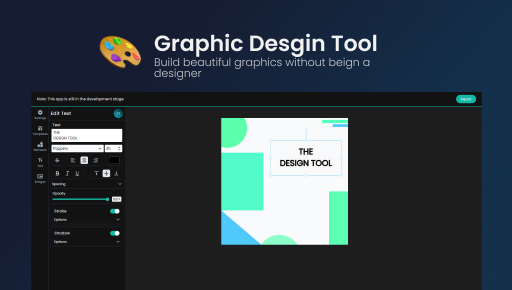 Graphic Desgin Tool
Build beautiful graphics without beign a
designer
Note: This app is still in the development stage
Export
Edit Text
Text
THE
DESIGN TOOL
Poppins
Spacing
Opacity
Stroke
Options
Shadow
Options
THE
DESIGN TOOL